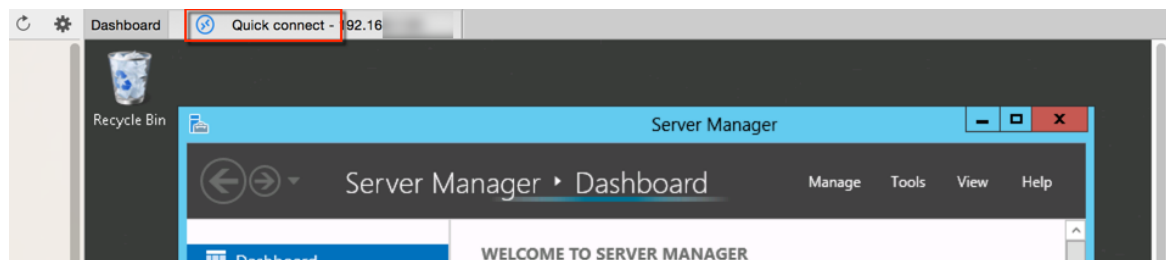 Dashboard
Quick connect - 192.16
Recycle Bin
Server Manager
Server Manager ‣ Dashboard
Manage Tools View Help
Dashboard
WELCOME TO SERVER MANAGER